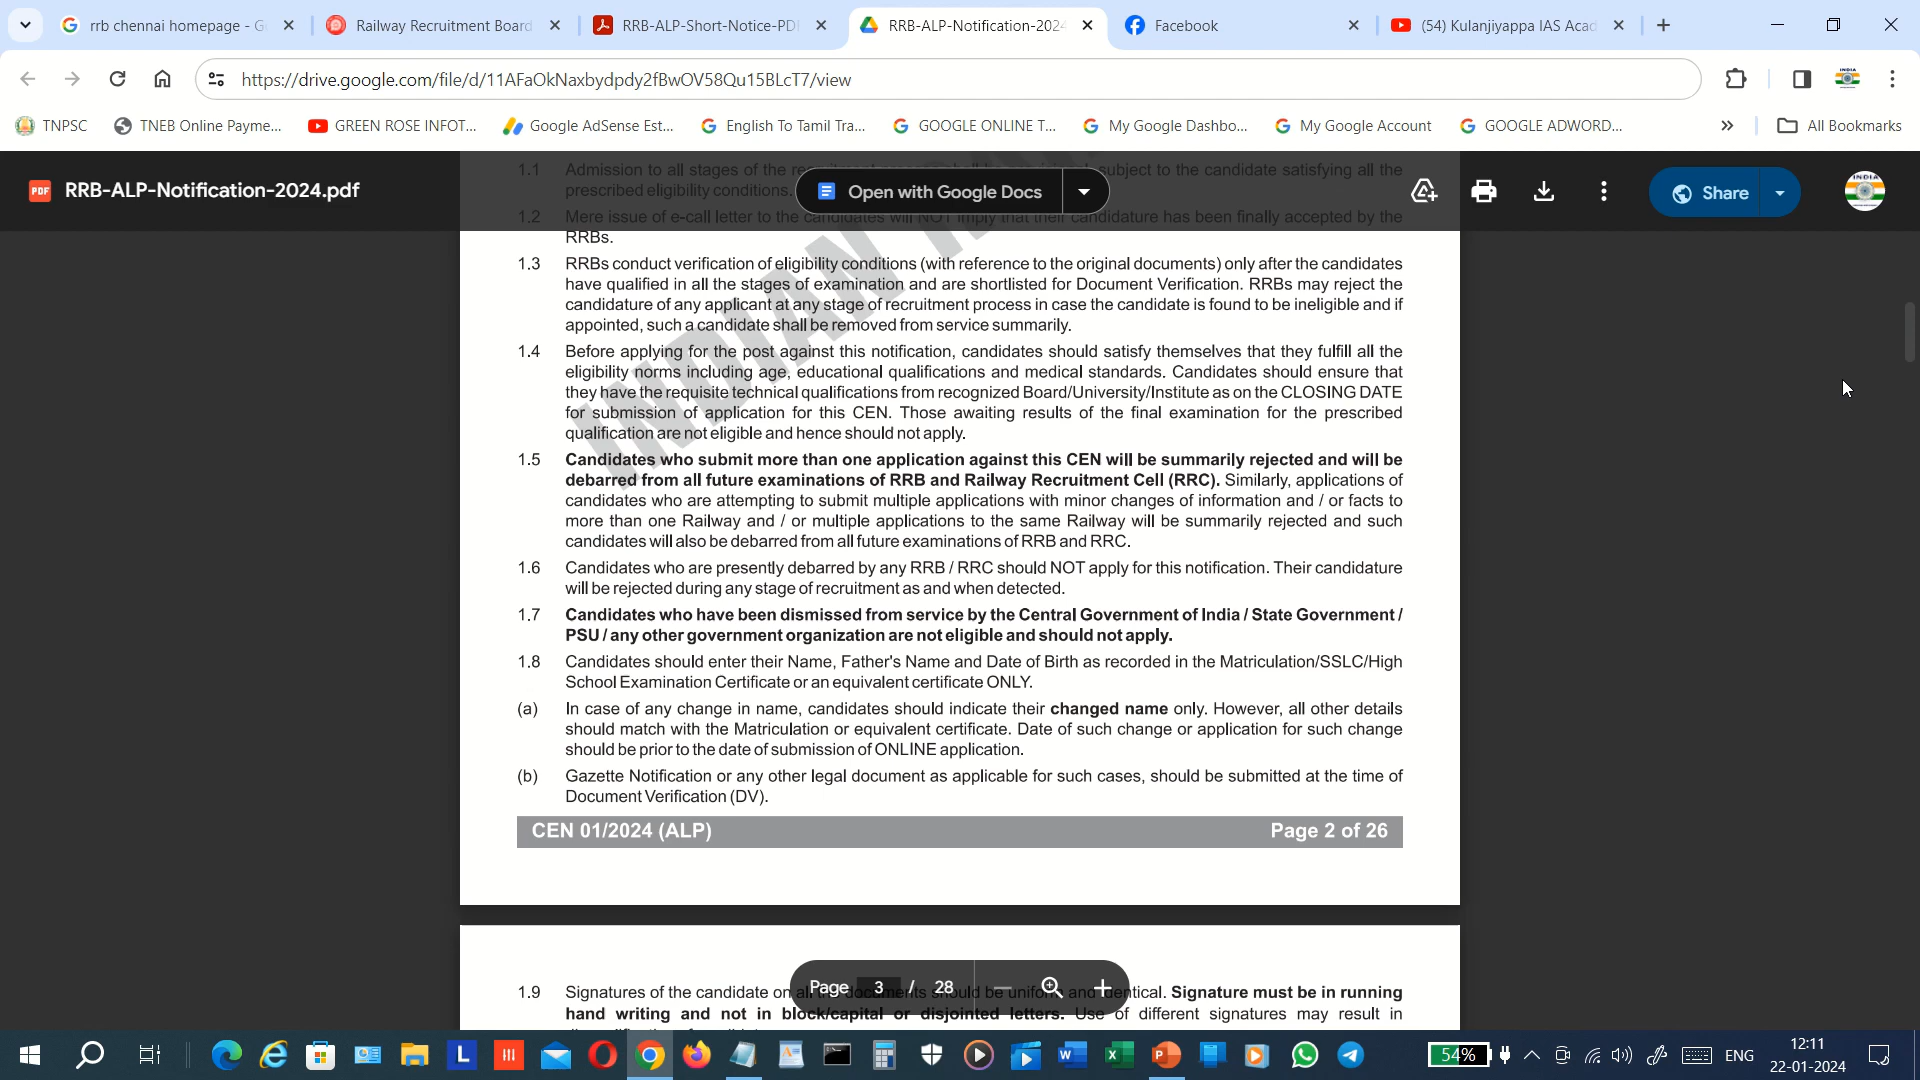 rrb chennai homepage - G
Railway Recruitment Board
RRB-ALP-Short-Notice-PD
RRB-ALP-Notification-2024
Facebook
(54) Kulanjiyappa IAS Acad
https://drive.google.com/file/d/11AFaOkNaxbydpdy2fBwOV58Qu15BLcT7/view
TNPSC
TNEB Online Payme...
GREEN ROSE INFOT...
Google AdSense Est...
English To Tamil Tra...
GOOGLE ONLINE T...
My Google Dashbo...
My Google Account
GOOGLE ADWORD...
All Bookmarks
PDF RRB-ALP-Notification-2024.pdf
Open with Google Docs
Share
INDIA
1.1 Admission to all stages of the subject to the candidate satisfying all the
prescribed eligibility conditions.
1.2 Mere issue of e-call letter to the candidates will NOT imply that their candidature has been finally accepted by the
RRBs.
1.3 RRBs conduct verification of eligibility conditions (with reference to the original documents) only after the candidates
have qualified in all the stages of examination and are shortlisted for Document Verification. RRBs may reject the
candidature of any applicant at any stage of recruitment process in case the candidate is found to be ineligible and if
appointed, such a candidate shall be removed from service summarily.
1.4 Before applying for the post against this notification, candidates should satisfy themselves that they fulfill all the
eligibility norms including age, educational qualifications and medical standards. Candidates should ensure that
they have the requisite technical qualifications from recognized Board/University/Institute as on the CLOSING DATE
for submission of application for this CEN. Those awaiting results of the final examination for the prescribed
qualification are not eligible and hence should not apply.
1.5 Candidates who submit more than one application against this CEN will be summarily rejected and will be
debarred from all future examinations of RRB and Railway Recruitment Cell (RRC). Similarly, applications of
candidates who are attempting to submit multiple applications with minor changes of information and / or facts to
more than one Railway and / or multiple applications to the same Railway will be summarily rejected and such
candidates will also be debarred from all future examinations of RRB and RRC.
1.6 Candidates who are presently debarred by any RRB / RRC should NOT apply for this notification. Their candidature
will be rejected during any stage of recruitment as and when detected.
1.7 Candidates who have been dismissed from service by the Central Government of India / State Government /
PSU / any other government organization are not eligible and should not apply.
1.8 Candidates should enter their Name, Father's Name and Date of Birth as recorded in the Matriculation/SSLC/High
School Examination Certificate or an equivalent certificate ONLY.
(a) In case of any change in name, candidates should indicate their changed name only. However, all other details
should match with the Matriculation or equivalent certificate. Date of such change or application for such change
should be prior to the date of submission of ONLINE application.
(b) Gazette Notification or any other legal document as applicable for such cases, should be submitted at the time of
Document Verification (DV).
INDIAN
CEN 01/2024 (ALP) Page 2 of 26
1.9 Signatures of the candidate on all the documents should be uniform and identical. Signature must be in running
hand writing and not in block/capital or disjointed letters. Use of different signatures may result in
Page 3 / 28
54%
ENG
12:11
22-01-2024